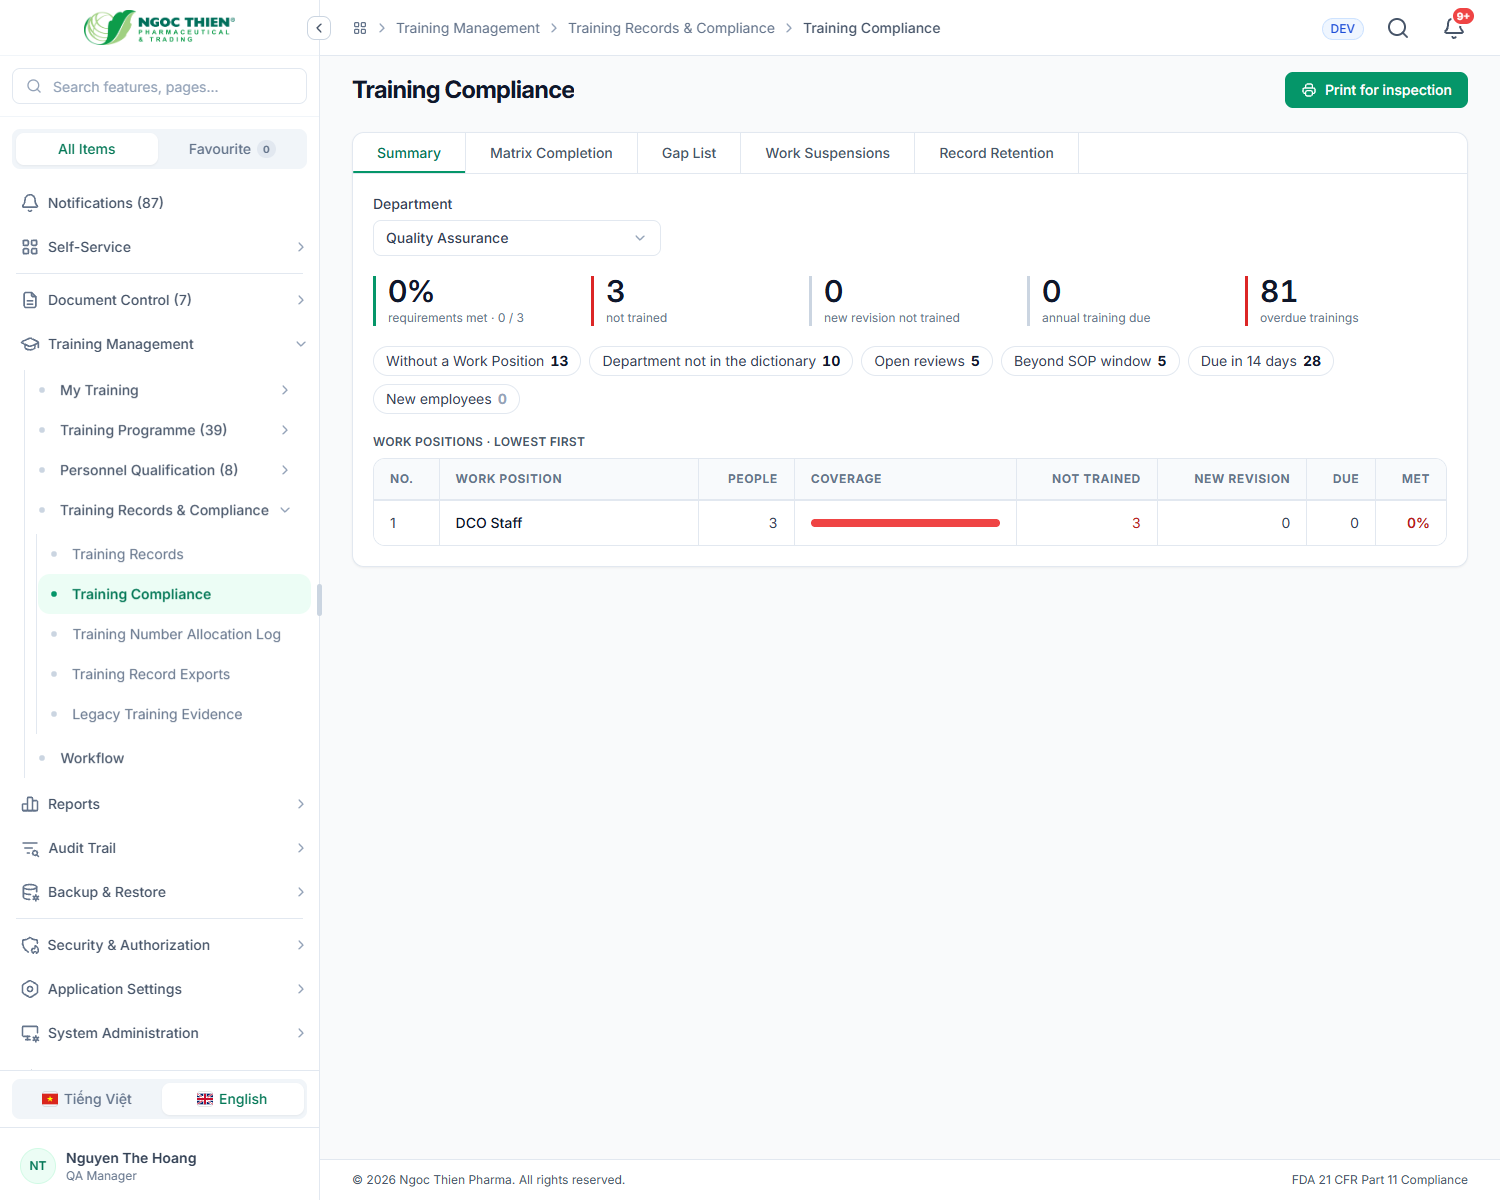 NGOC THIEN®
PHARMACEUTICAL
& TRADING
Training Management
Training Records & Compliance
Training Compliance
DEV
9+
Search features, pages...
All Items
Favourite 0
Notifications (87)
Self-Service
Document Control (7)
Training Management
My Training
Training Programme (39)
Personnel Qualification (8)
Training Records & Compliance
Training Records
Training Compliance
Training Number Allocation Log
Training Record Exports
Legacy Training Evidence
Workflow
Reports
Audit Trail
Backup & Restore
Security & Authorization
Application Settings
System Administration
Tiếng Việt
English
NT
Nguyen The Hoang
QA Manager
Training Compliance
Print for inspection
Summary
Matrix Completion
Gap List
Work Suspensions
Record Retention
Department
Quality Assurance
0%
requirements met · 0 / 3
3
not trained
0
new revision not trained
0
annual training due
81
overdue trainings
Without a Work Position 13
Department not in the dictionary 10
Open reviews 5
Beyond SOP window 5
Due in 14 days 28
New employees 0
WORK POSITIONS · LOWEST FIRST
NO. WORK POSITION PEOPLE COVERAGE NOT TRAINED NEW REVISION DUE MET
1 DCO Staff 3 3 0 0 0%
© 2026 Ngoc Thien Pharma. All rights reserved.
FDA 21 CFR Part 11 Compliance